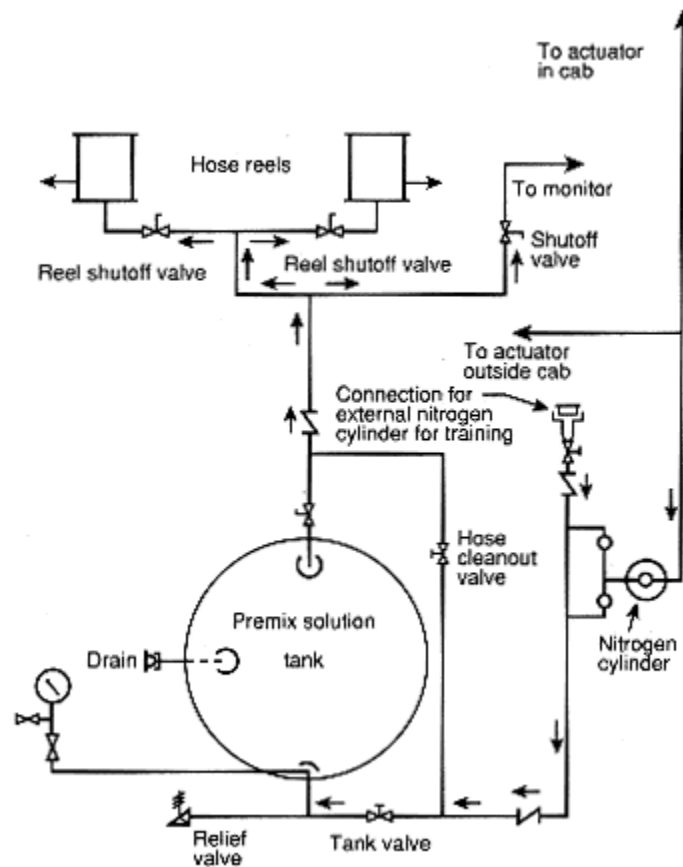 To actuator
in cab
Hose reels
To monitor
Reel shutoff valve
Reel shutoff valve
Shutoff
valve
To actuator
outside cab
Connection for
external nitrogen
cylinder for training
Hose
cleanout
valve
Premix solution
tank
Drain
Nitrogen
cylinder
Relief
valve
Tank valve